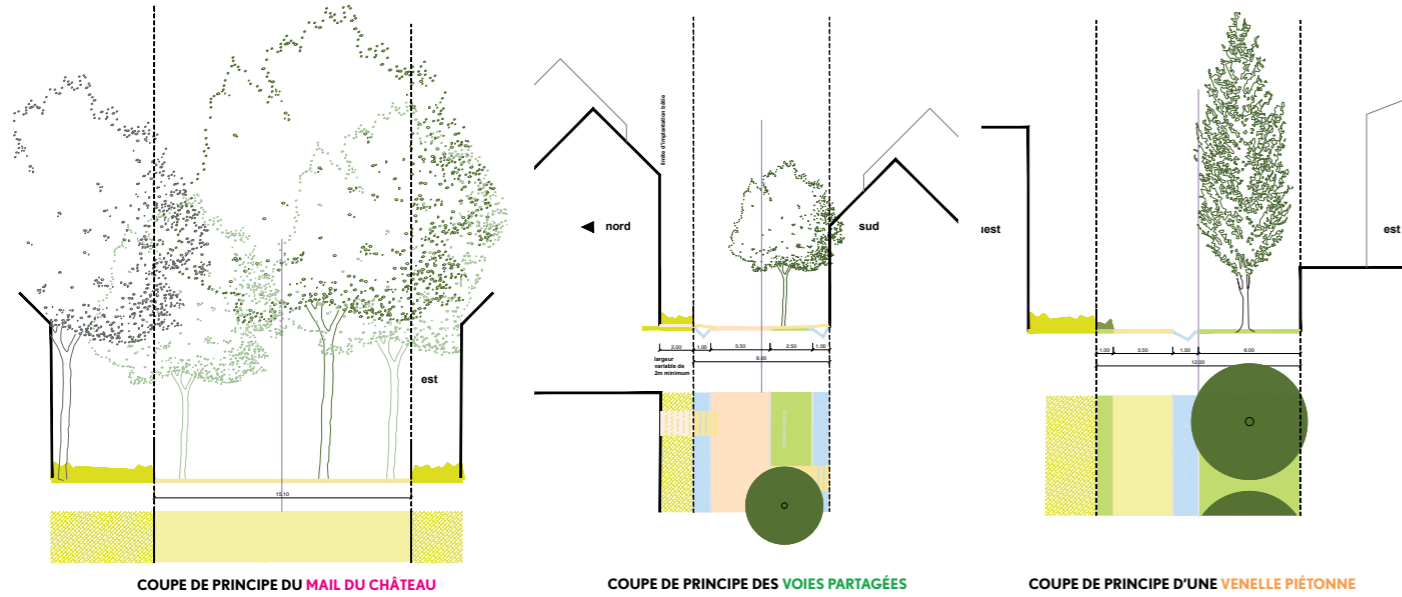 est
15.10
COUPE DE PRINCIPE DU MAIL DU CHÂTEAU
limite d'implantation bâtie
nord
sud
2.00 1.00 3.50 2.50 1.00
8.00
largeur
variable de
2m minimum
COUPE DE PRINCIPE DES VOIES PARTAGÉES
uest
est
1.00 3.50 1.50 6.00
12.00
COUPE DE PRINCIPE D'UNE VENELLE PIÉTONNE